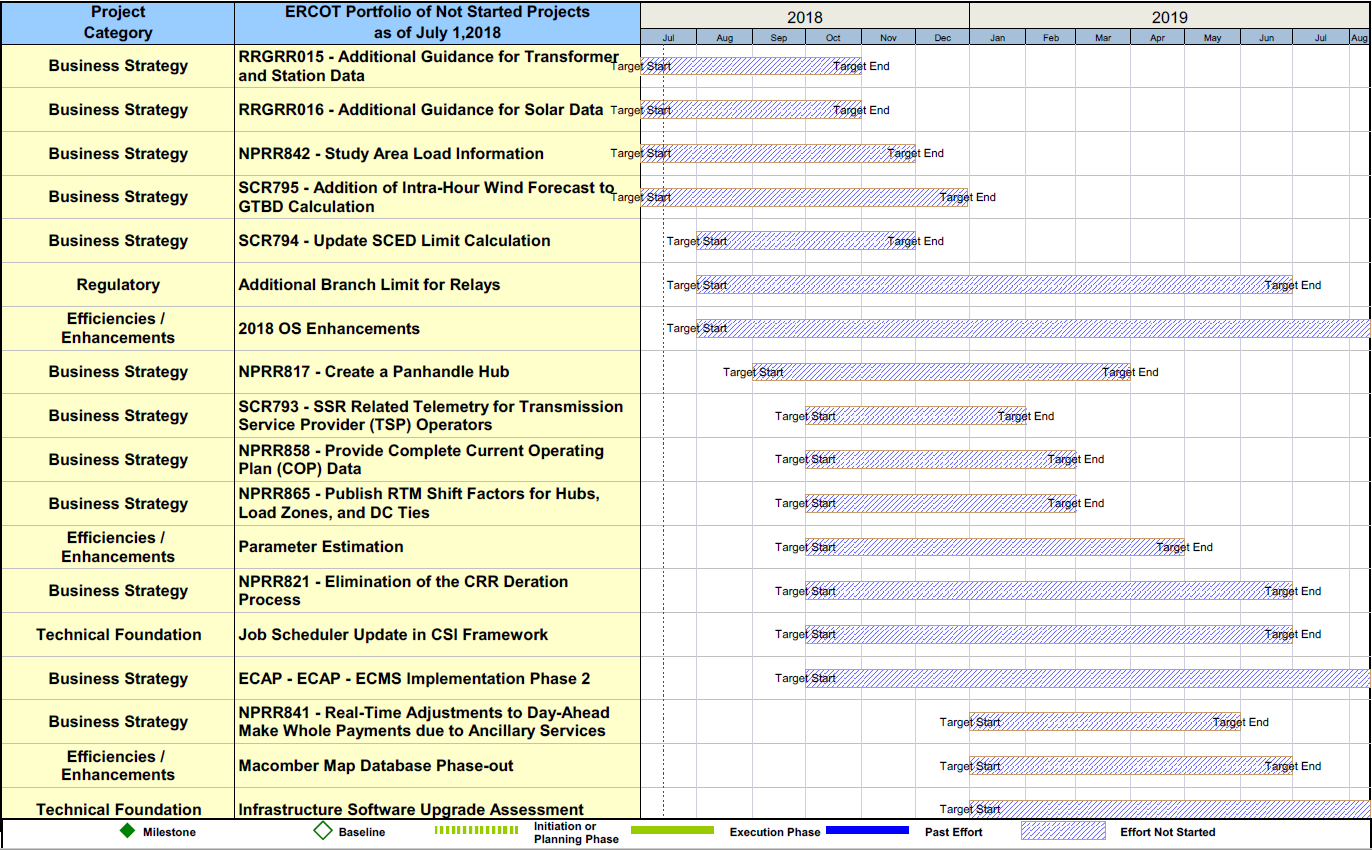 Project
Category
ERCOT Portfolio of Not Started Projects
as of July 1,2018
2018
2019
Jul Aug Sep Oct Nov Dec Jan Feb Mar Apr May Jun Jul Aug
Business Strategy
RRGRR015 - Additional Guidance for Transformer
and Station Data
Target Start
Target End
Business Strategy
RRGRR016 - Additional Guidance for Solar Data
Target Start
Target End
Business Strategy
NPRR842 - Study Area Load Information
Target Start
Target End
Business Strategy
SCR795 - Addition of Intra-Hour Wind Forecast to
GTBD Calculation
Target Start
Target End
Business Strategy
SCR794 - Update SCED Limit Calculation
Target Start
Target End
Regulatory
Additional Branch Limit for Relays
Target Start
Target End
Efficiencies /
Enhancements
2018 OS Enhancements
Target Start
Business Strategy
NPRR817 - Create a Panhandle Hub
Target Start
Target End
Business Strategy
SCR793 - SSR Related Telemetry for Transmission
Service Provider (TSP) Operators
Target Start
Target End
Business Strategy
NPRR858 - Provide Complete Current Operating
Plan (COP) Data
Target Start
Target End
Business Strategy
NPRR865 - Publish RTM Shift Factors for Hubs,
Load Zones, and DC Ties
Target Start
Target End
Efficiencies /
Enhancements
Parameter Estimation
Target Start
Target End
Business Strategy
NPRR821 - Elimination of the CRR Deration
Process
Target Start
Target End
Technical Foundation
Job Scheduler Update in CSI Framework
Target Start
Target End
Business Strategy
ECAP - ECAP - ECMS Implementation Phase 2
Target Start
Business Strategy
NPRR841 - Real-Time Adjustments to Day-Ahead
Make Whole Payments due to Ancillary Services
Target Start
Target End
Efficiencies /
Enhancements
Macomber Map Database Phase-out
Target Start
Target End
Technical Foundation
Infrastructure Software Upgrade Assessment
Target Start
Milestone
Baseline
Initiation or
Planning Phase
Execution Phase
Past Effort
Effort Not Started